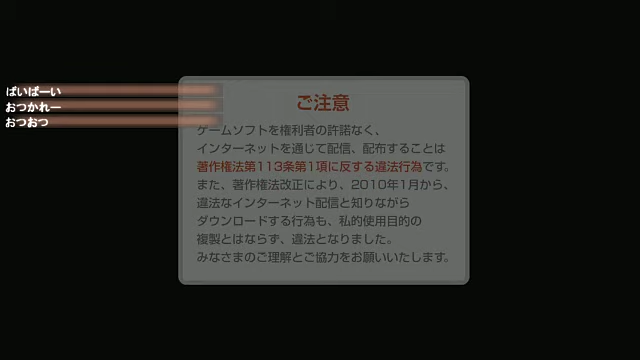 ばいばーい
おつかれー
おつおつ
ご注意
ゲームソフトを権利者の許諾なく、
インターネットを通じて配信、配布することは
著作権法第113条第1項に反する違法行為です。
また、著作権法改正により、2010年1月から、
違法なインターネット配信と知りながら
ダウンロードする行為も、私的使用目的の
複製とはならず、違法となりました。
みなさまのご理解とご協力をお願いいたします。